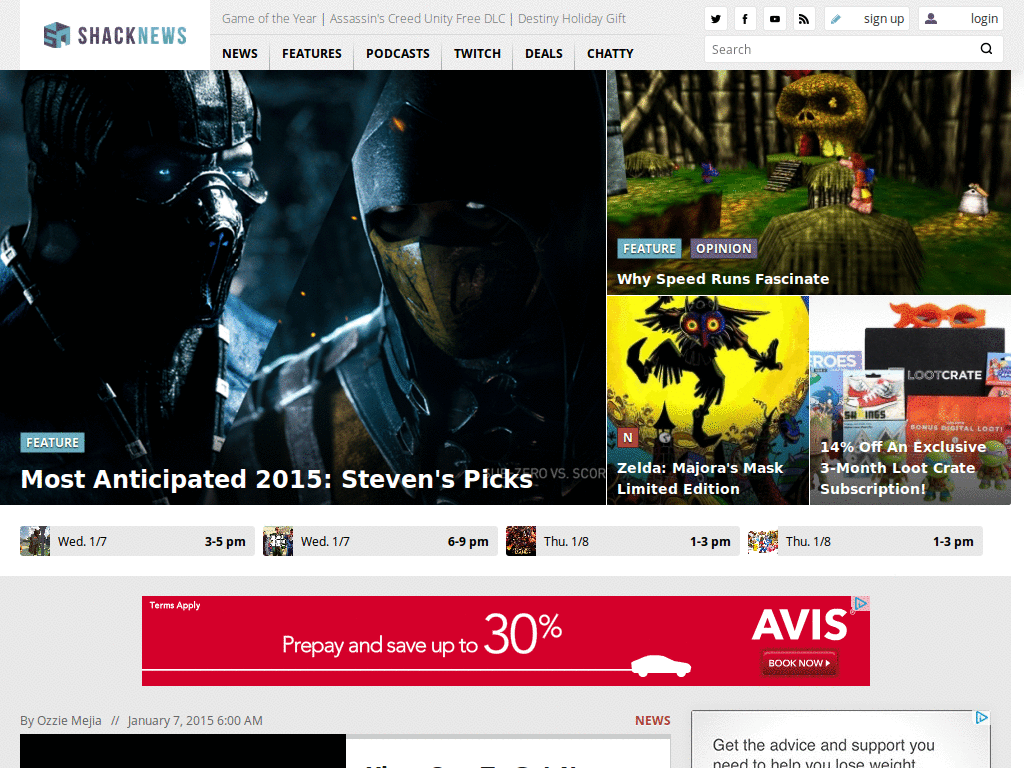 SHACKNEWS
Game of the Year | Assassin's Creed Unity Free DLC | Destiny Holiday Gift
sign up
login
NEWS
FEATURES
PODCASTS
TWITCH
DEALS
CHATTY
Search
FEATURE
Most Anticipated 2015: Steven's Picks
FEATURE
OPINION
Why Speed Runs Fascinate
N
Zelda: Majora's Mask
Limited Edition
LOOTCRATE
BONUS DIGITAL LOOT!
14% Off An Exclusive
3-Month Loot Crate
Subscription!
Wed. 1/7
3-5 pm
Wed. 1/7
6-9 pm
Thu. 1/8
1-3 pm
Thu. 1/8
1-3 pm
Terms Apply
Prepay and save up to 30%
AVIS
BOOK NOW
By Ozzie Mejia // January 7, 2015 6:00 AM
NEWS
Get the advice and support you
need to help you lose weight